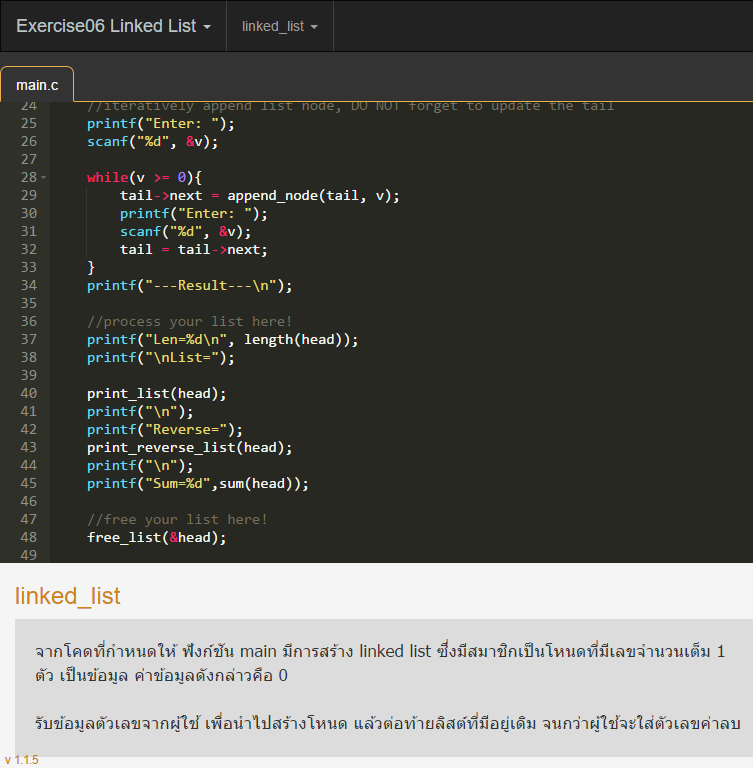 Exercise06 Linked List
linked_list
main.c
24 //iteratively append list node, DO NOT forget to update the tail
25 printf("Enter: ");
26 scanf("%d", &v);
27
28 while(v >= 0){
29 tail->next = append_node(tail, v);
30 printf("Enter: ");
31 scanf("%d", &v);
32 tail = tail->next;
33 }
34 printf("---Result---\n");
35
36 //process your list here!
37 printf("Len=%d\n", length(head));
38 printf("\nList=");
39
40 print_list(head);
41 printf("\n");
42 printf("Reverse=");
43 print_reverse_list(head);
44 printf("\n");
45 printf("Sum=%d",sum(head));
46
47 //free your list here!
48 free_list(&head);
49
linked_list
จากโคดที่กำหนดให้ ฟังก์ชัน main มีการสร้าง linked list ซึ่งมีสมาชิกเป็นโหนดที่มีเลขจำนวนเต็ม 1
ตัว เป็นข้อมูล ค่าข้อมูลดังกล่าวคือ 0
รับข้อมูลตัวเลขจากผู้ใช้ เพื่อนำไปสร้างโหนด แล้วต่อท้ายลิสต์ที่มีอยู่เดิม จนกว่าผู้ใช้จะใส่ตัวเลขค่าลบ
v 1.1.5